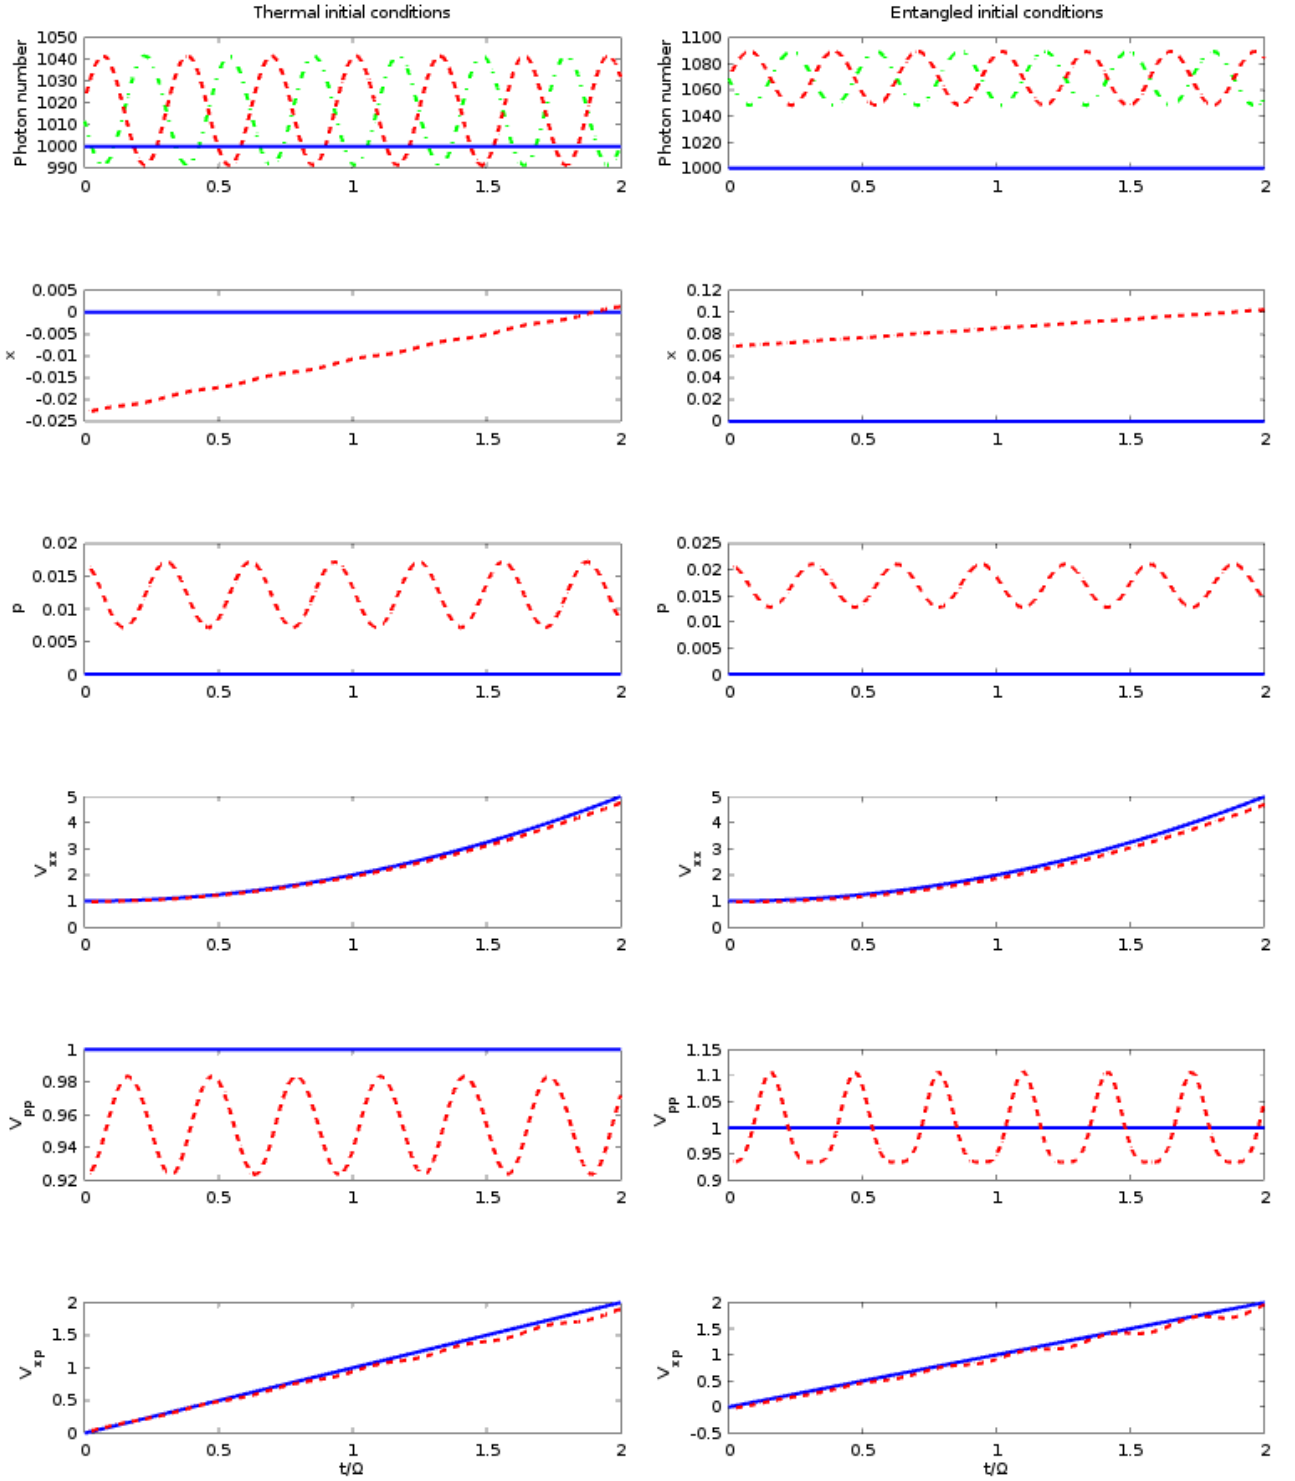 Thermal initial conditions
Entangled initial conditions
Photon number
1050
1040
1030
1020
1010
1000
990
0 0.5 1 1.5 2
Photon number
1100
1080
1060
1040
1020
1000
0 0.5 1 1.5 2
x
0.005
0
-0.005
-0.01
-0.015
-0.02
-0.025
0 0.5 1 1.5 2
x
0.12
0.1
0.08
0.06
0.04
0.02
0
0 0.5 1 1.5 2
p
0.02
0.015
0.01
0.005
0
0 0.5 1 1.5 2
p
0.025
0.02
0.015
0.01
0.005
0
0 0.5 1 1.5 2
V_xx
5
4
3
2
1
0
0 0.5 1 1.5 2
V_xx
5
4
3
2
1
0
0 0.5 1 1.5 2
V_pp
1
0.98
0.96
0.94
0.92
0 0.5 1 1.5 2
V_pp
1.15
1.1
1.05
1
0.95
0.9
0 0.5 1 1.5 2
V_xp
2
1.5
1
0.5
0
0 0.5 1 1.5 2
t/Ω
V_xp
2
1.5
1
0.5
0
-0.5
0 0.5 1 1.5 2
t/Ω